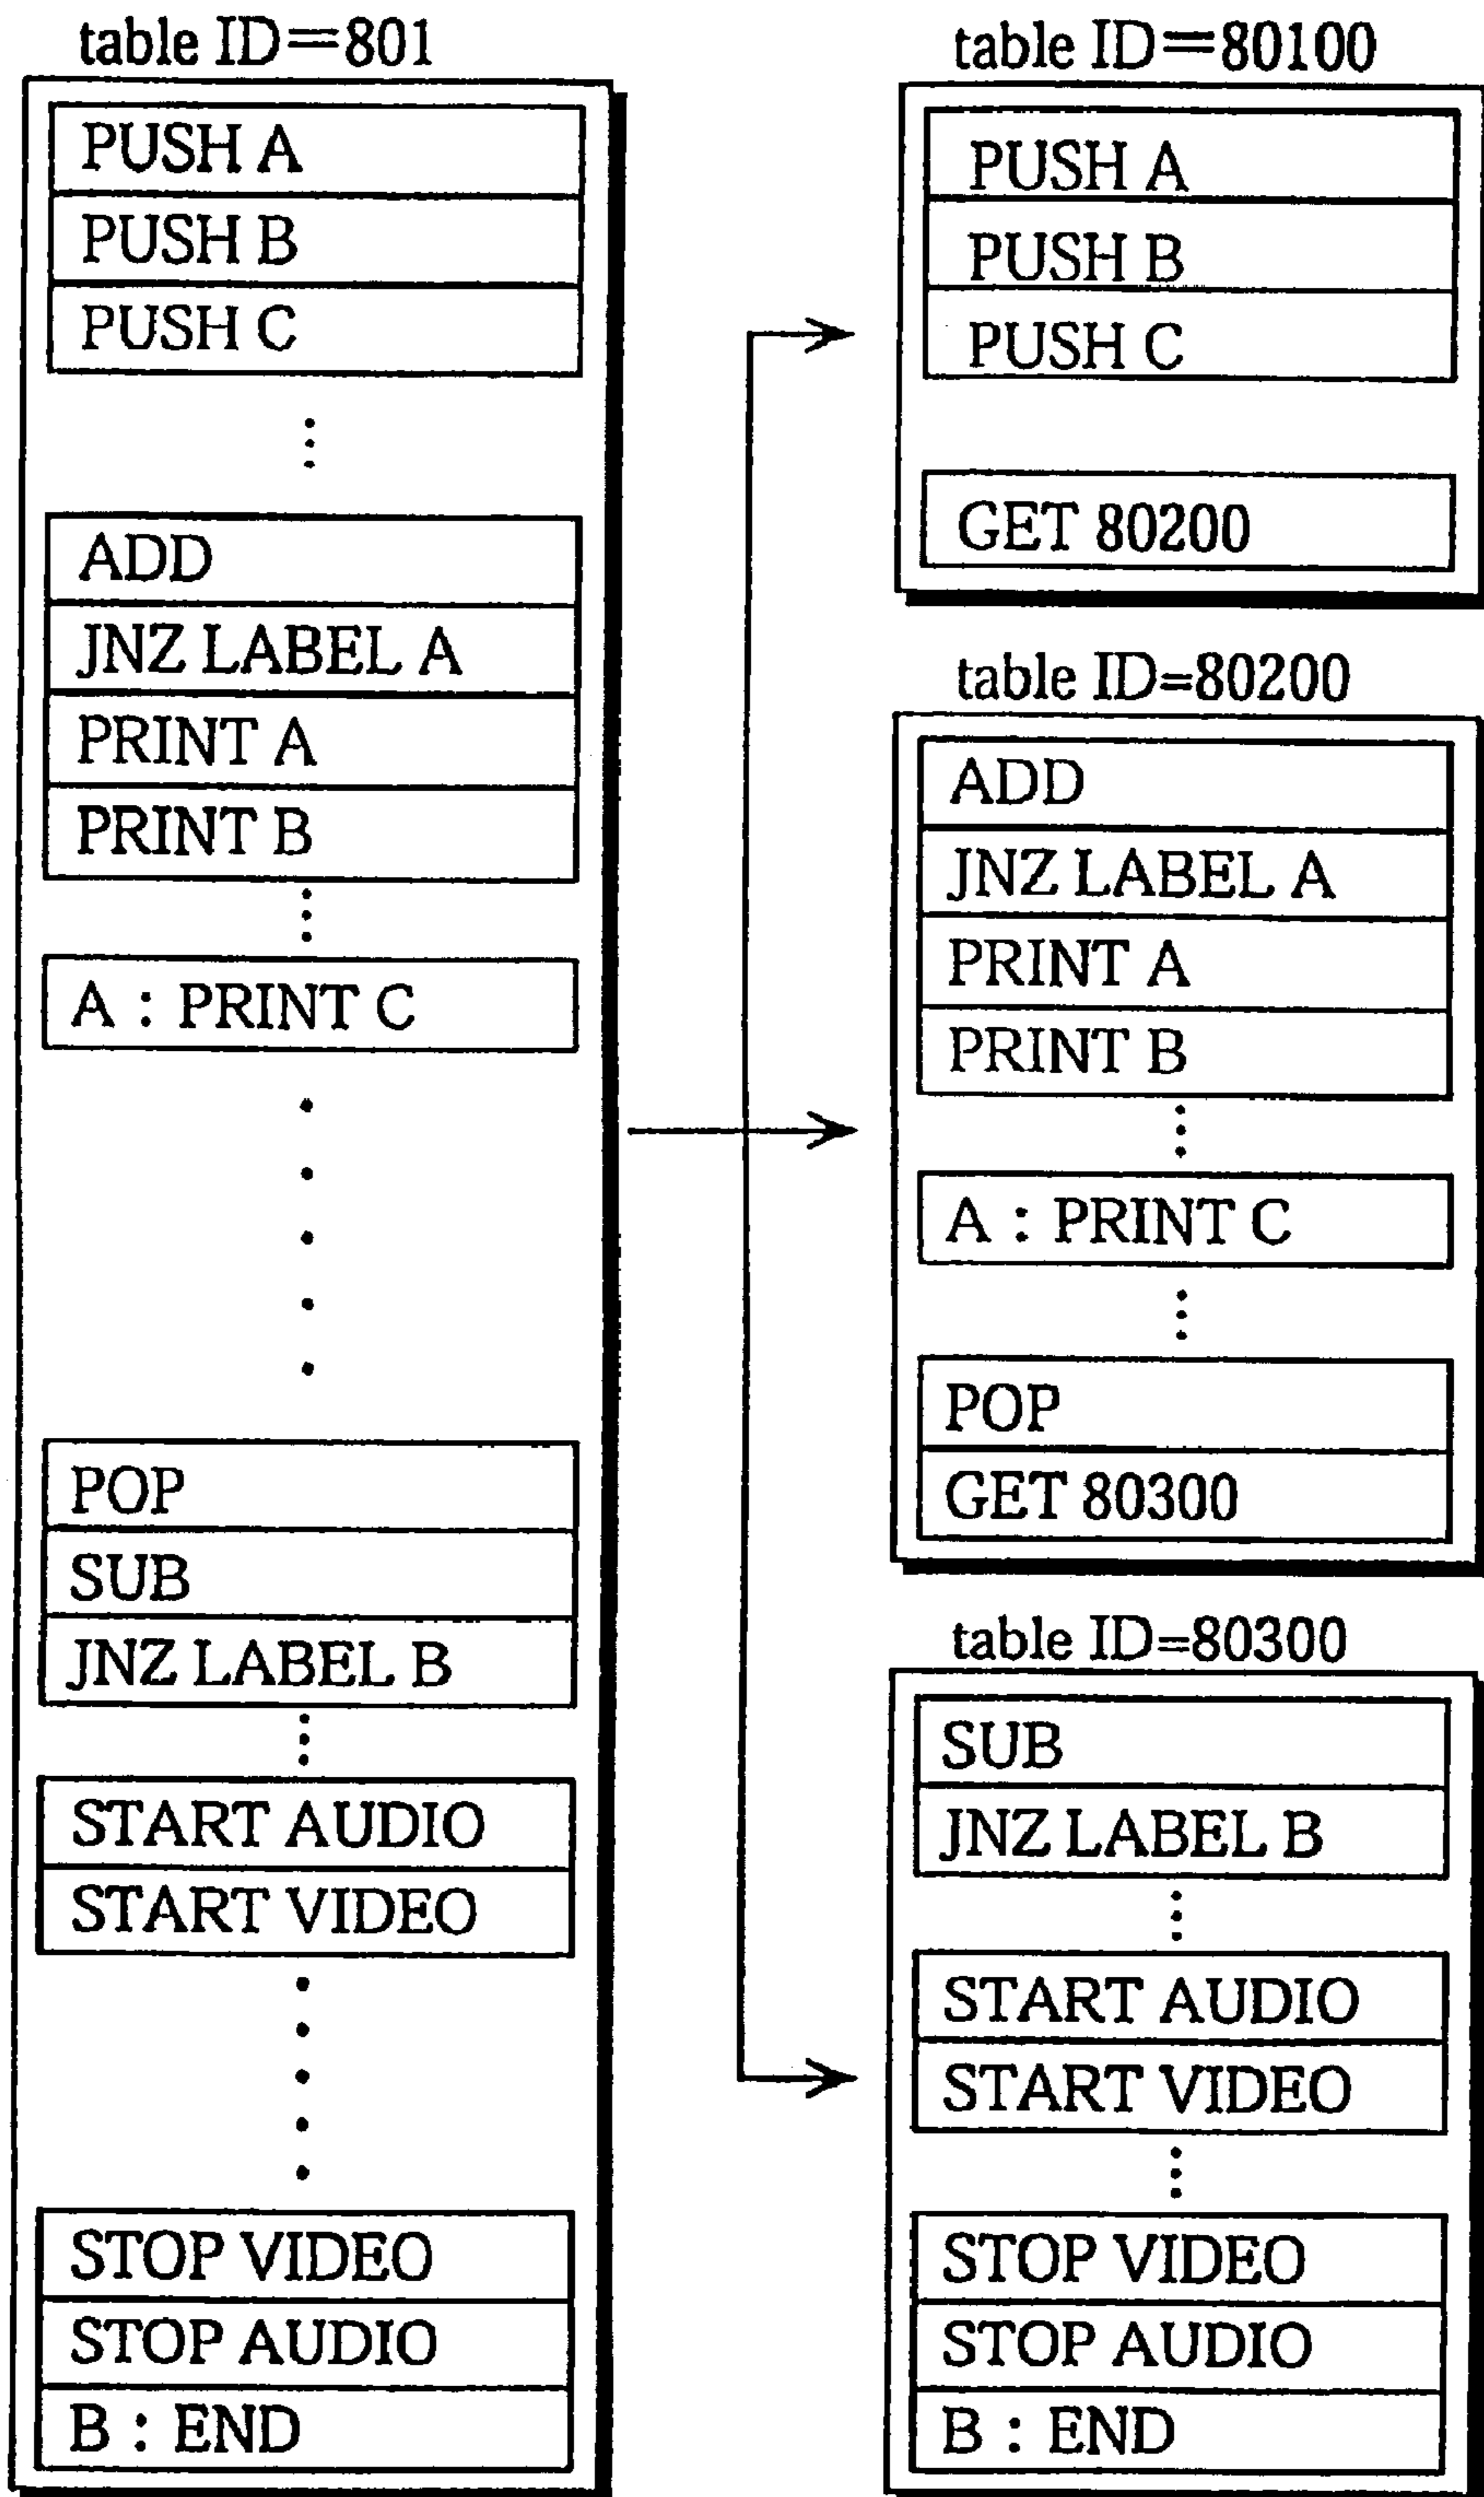 table ID=801
PUSH A
PUSH B
PUSH C
ADD
JNZ LABEL A
PRINT A
PRINT B
A : PRINT C
POP
SUB
JNZ LABEL B
START AUDIO
START VIDEO
STOP VIDEO
STOP AUDIO
B : END
table ID=80100
PUSH A
PUSH B
PUSH C
GET 80200
table ID=80200
ADD
JNZ LABEL A
PRINT A
PRINT B
A : PRINT C
POP
GET 80300
table ID=80300
SUB
JNZ LABEL B
START AUDIO
START VIDEO
STOP VIDEO
STOP AUDIO
B : END